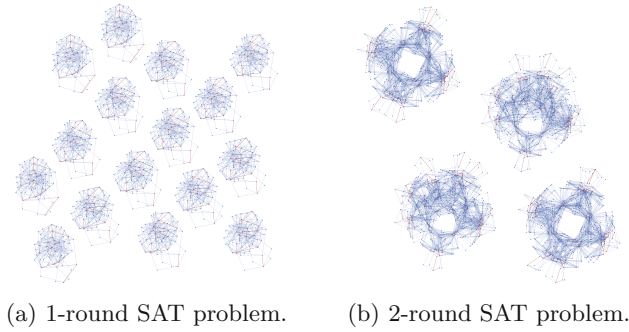 (a) 1-round SAT problem.
(b) 2-round SAT problem.